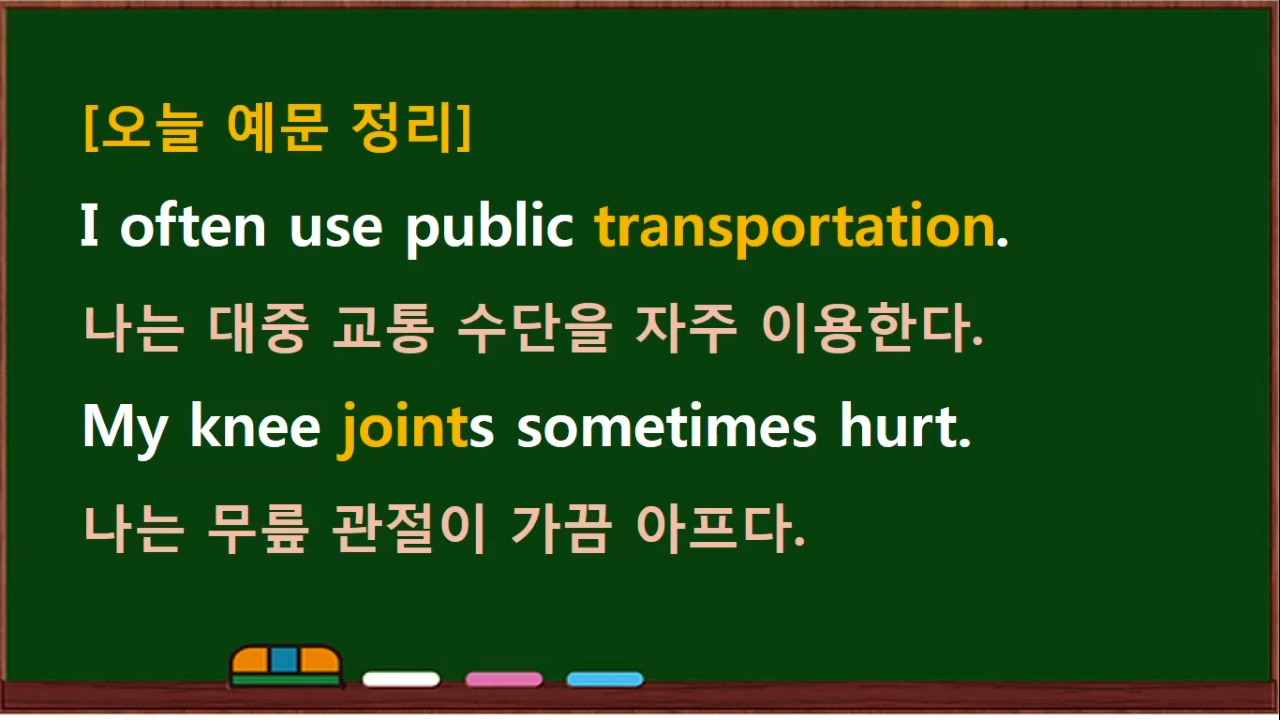 [오늘 예문 정리]
I often use public transportation.
나는 대중 교통 수단을 자주 이용한다.
My knee joints sometimes hurt.
나는 무릎 관절이 가끔 아프다.